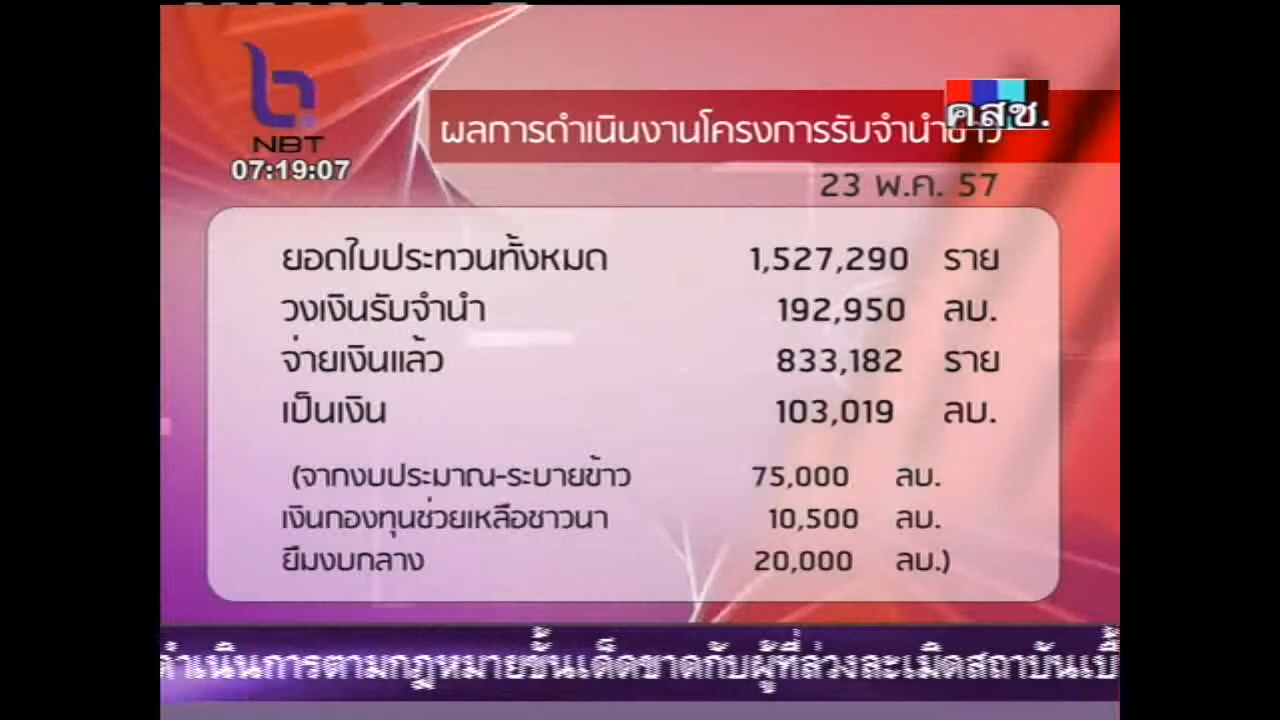 NBT
07:19:07
คสช.
ผลการดำเนินงานโครงการรับจำนำข้าว
23 พ.ค. 57
ยอดใบประทวนทั้งหมด 1,527,290 ราย
วงเงินรับจำนำ 192,950 ลบ.
จ่ายเงินแล้ว 833,182 ราย
เป็นเงิน 103,019 ลบ.
(จากงบประมาณ-ระบายข้าว 75,000 ลบ.
เงินกองทุนช่วยเหลือชาวนา 10,500 ลบ.
ยืมงบกลาง 20,000 ลบ.)
ดำเนินการตามกฎหมายขั้นเด็ดขาดกับผู้ที่ล่วงละเมิดสถาบัน